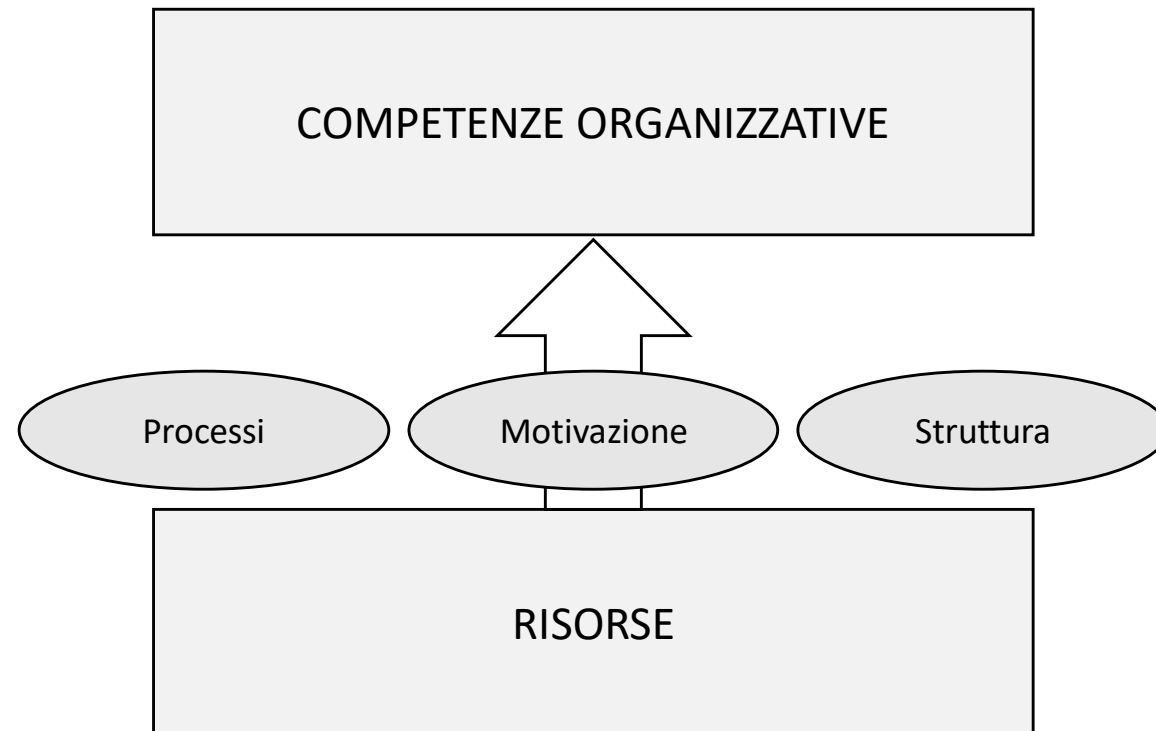 COMPETENZE ORGANIZZATIVE
Processi
Motivazione
Struttura
RISORSE